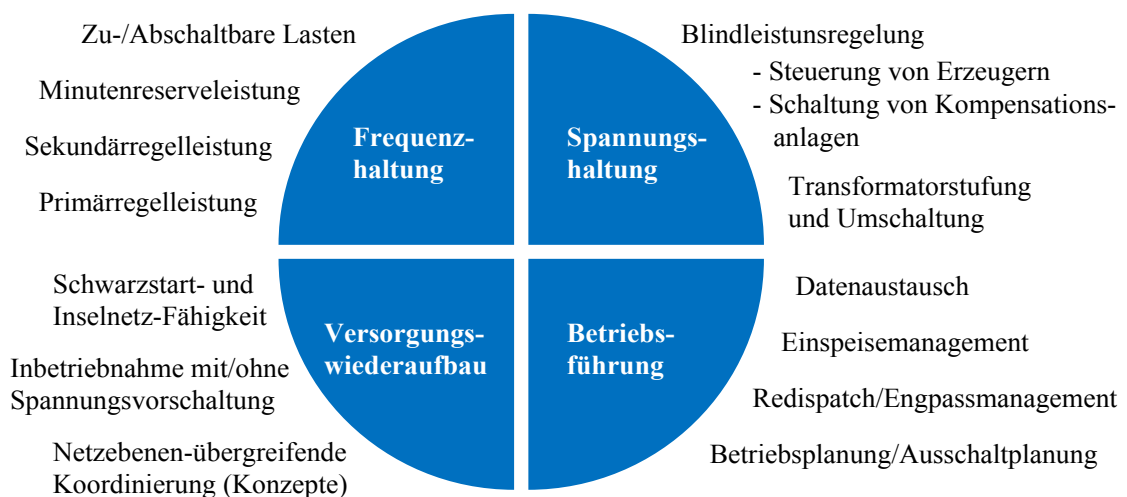 Zu-/Abschaltbare Lasten
Minutenreserveleistung
Sekundärregelleistung
Primärregelleistung
Frequenz-
haltung
Spannungs-
haltung
Blindleistunsregelung
- Steuerung von Erzeugern
- Schaltung von Kompensations-
anlagen
Transformatorstufung
und Umschaltung
Schwarzstart- und
Inselnetz-Fähigkeit
Inbetriebnahme mit/ohne
Spannungsvorschaltung
Netzebenen-übergreifende
Koordinierung (Konzepte)
Versorgungs-
wiederaufbau
Betriebs-
führung
Datenaustausch
Einspeisemanagement
Redispatch/Engpassmanagement
Betriebsplanung/Ausschaltplanung